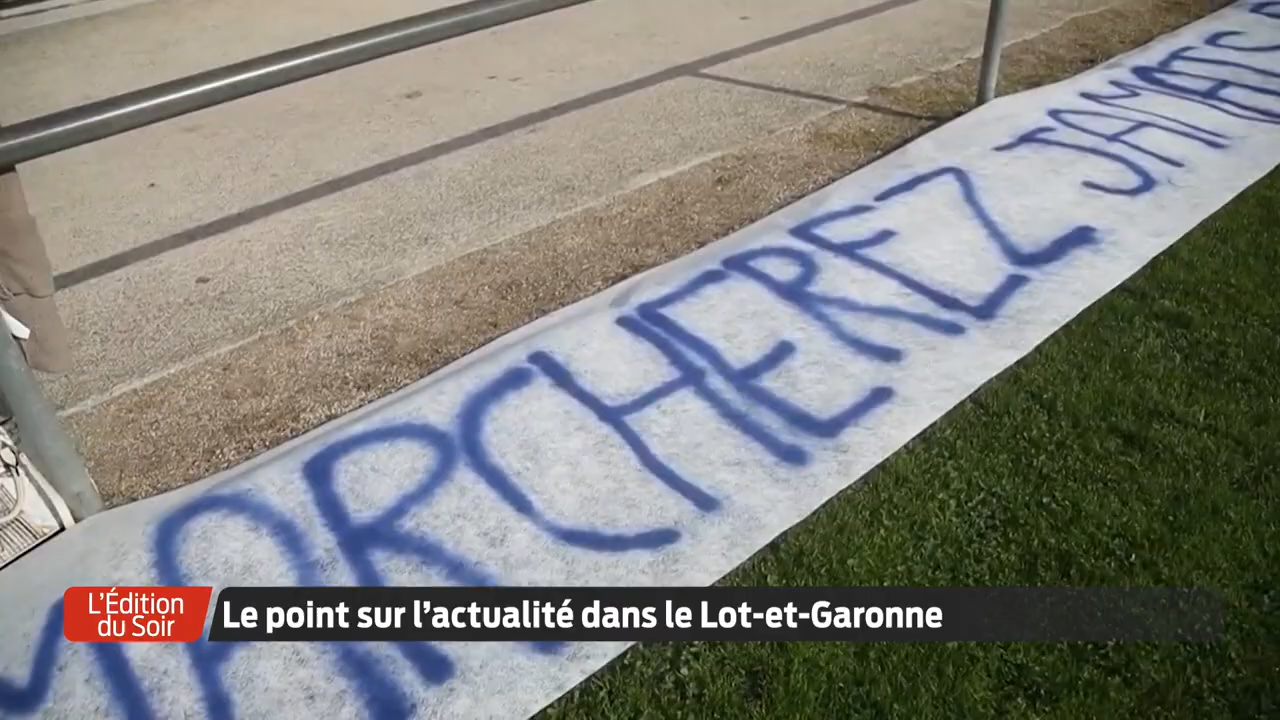 MARCHEREZ JAMAIS
L'Édition
du Soir
Le point sur l'actualité dans le Lot-et-Garonne